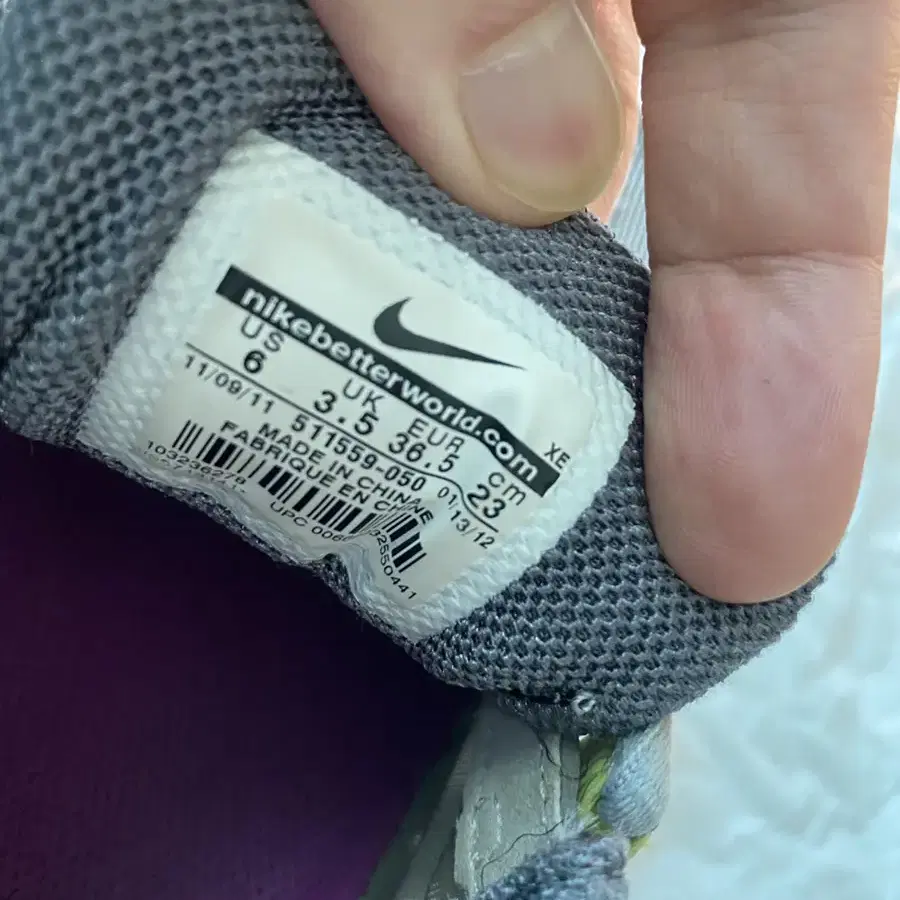 nikebetterworld.com
US UK EUR cm
6 3.5 36.5 23
11/09/11 511559-050 01/13/12
MADE IN CHINA
FABRIQUE EN
UPC
XE